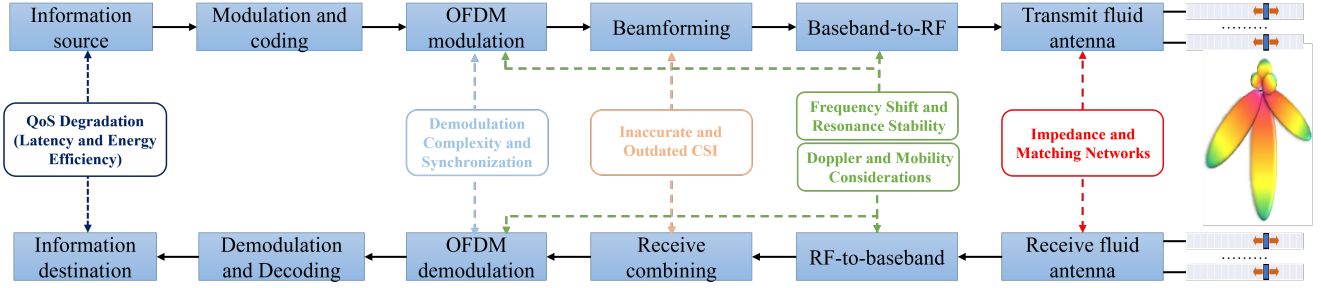 Information
source
Modulation and
coding
OFDM
modulation
Beamforming
Baseband-to-RF
Transmit fluid
antenna
QoS Degradation
(Latency and Energy
Efficiency)
Demodulation
Complexity and
Synchronization
Inaccurate and
Outdated CSI
Frequency Shift and
Resonance Stability
Doppler and Mobility
Considerations
Impedance and
Matching Networks
Information
destination
Demodulation
and Decoding
OFDM
demodulation
Receive
combining
RF-to-baseband
Receive fluid
antenna